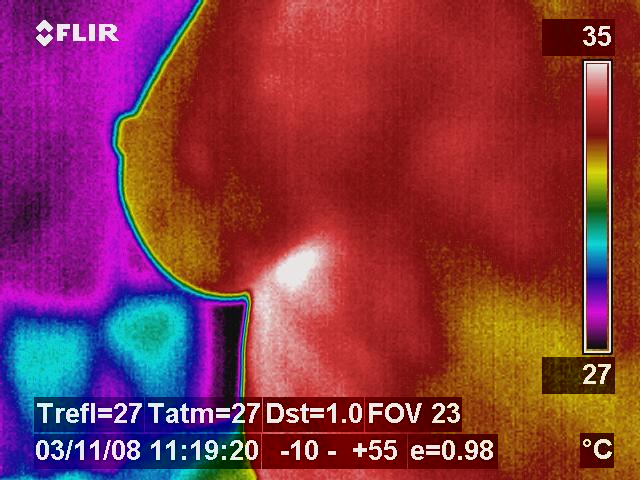 FLIR
35
27
Trefl=27 Tatm=27 Dst=1.0 FOV 23
03/11/08 11:19:20 -10 - +55 e=0.98
°C